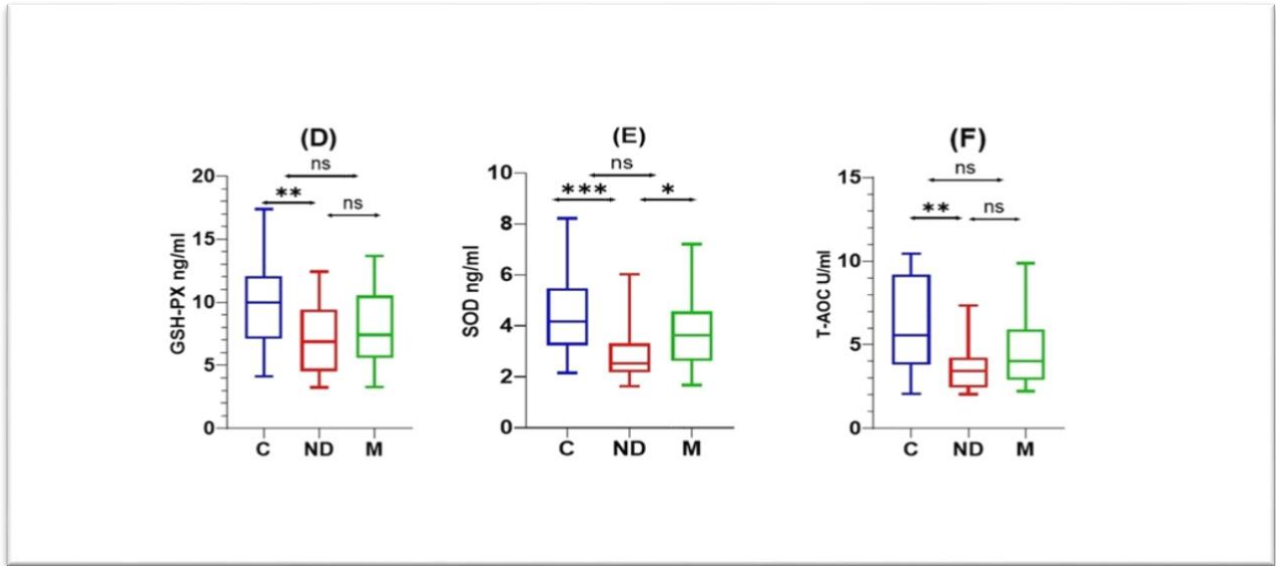 (D)
ns
** 
ns
GSH-PX ng/ml
20
15
10
5
0
C ND M
(E)
ns
*** *
SOD ng/ml
10
8
6
4
2
0
C ND M
(F)
ns
** ns
T-AOC U/ml
15
10
5
0
C ND M